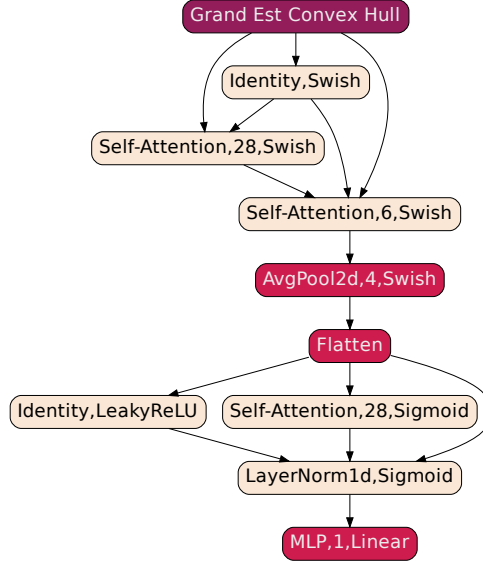 Grand Est Convex Hull
Identity,Swish
Self-Attention,28,Swish
Self-Attention,6,Swish
AvgPool2d,4,Swish
Flatten
Identity,LeakyReLU
Self-Attention,28,Sigmoid
LayerNorm1d,Sigmoid
MLP,1,Linear